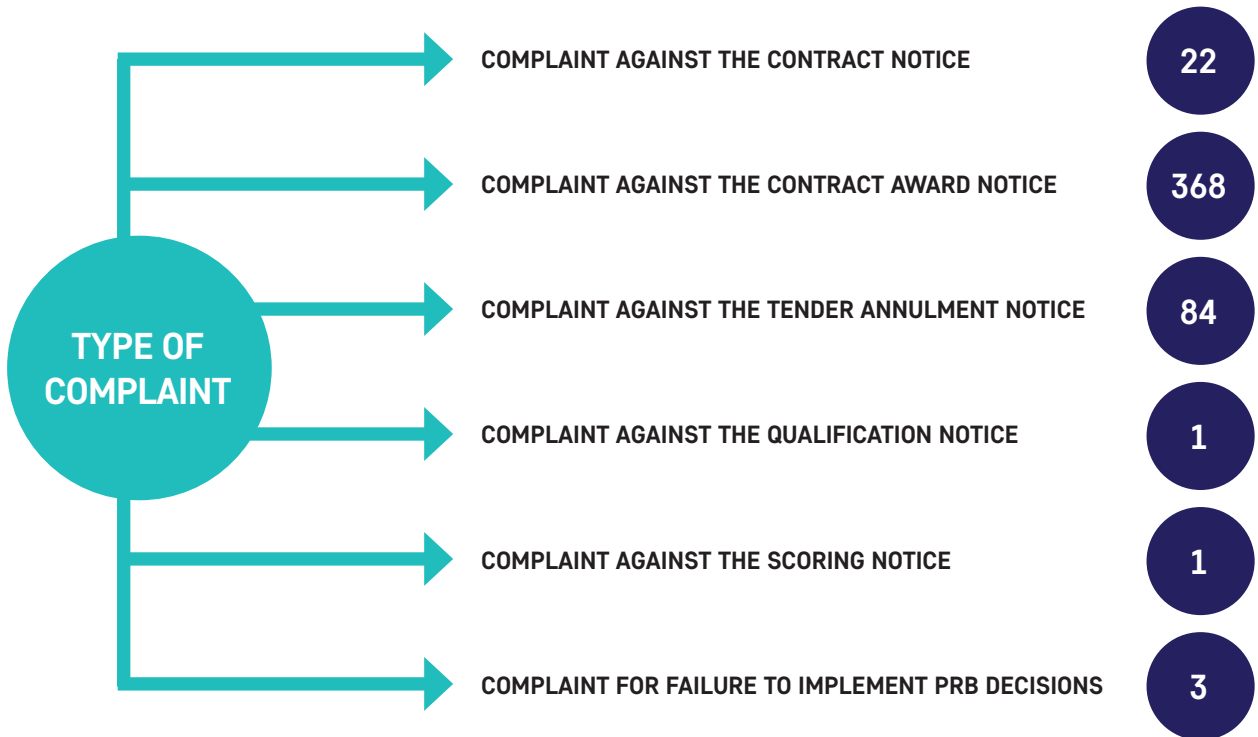 COMPLAINT AGAINST THE CONTRACT NOTICE
22
COMPLAINT AGAINST THE CONTRACT AWARD NOTICE
368
COMPLAINT AGAINST THE TENDER ANNULMENT NOTICE
84
TYPE OF
COMPLAINT
COMPLAINT AGAINST THE QUALIFICATION NOTICE
1
COMPLAINT AGAINST THE SCORING NOTICE
1
COMPLAINT FOR FAILURE TO IMPLEMENT PRB DECISIONS
3